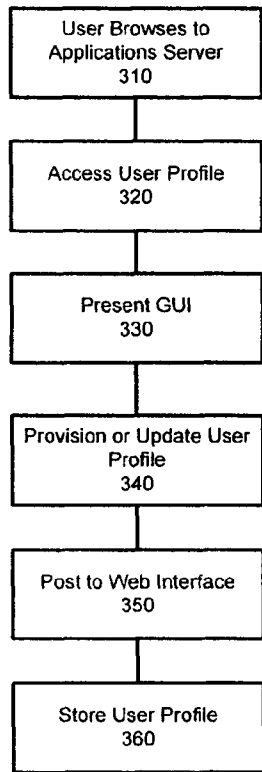 User Browses to
Applications Server
310
Access User Profile
320
Present GUI
330
Provision or Update User
Profile
340
Post to Web Interface
350
Store User Profile
360